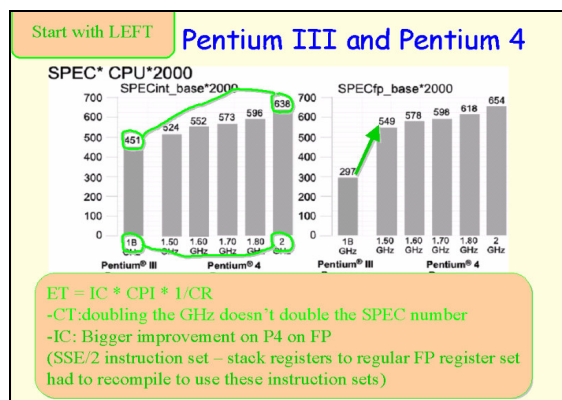 Start with LEFT
Pentium III and Pentium 4
SPEC* CPU*2000
SPECint_base*2000
SPECfp_base*2000
700
600
500
400
300
200
100
0
451
524
552
573
596
638
1B GHz
1.50 GHz
1.60 GHz
1.70 GHz
1.80 GHz
2 GHz
Pentium® III
Pentium® 4
700
600
500
400
300
200
100
0
297
549
578
598
618
654
1B GHz
1.50 GHz
1.60 GHz
1.70 GHz
1.80 GHz
2 GHz
Pentium® III
Pentium® 4
ET = IC * CPI * 1/CR
-CT:doubling the GHz doesn't double the SPEC number
-IC: Bigger improvement on P4 on FP
(SSE/2 instruction set – stack registers to regular FP register set
had to recompile to use these instruction sets)